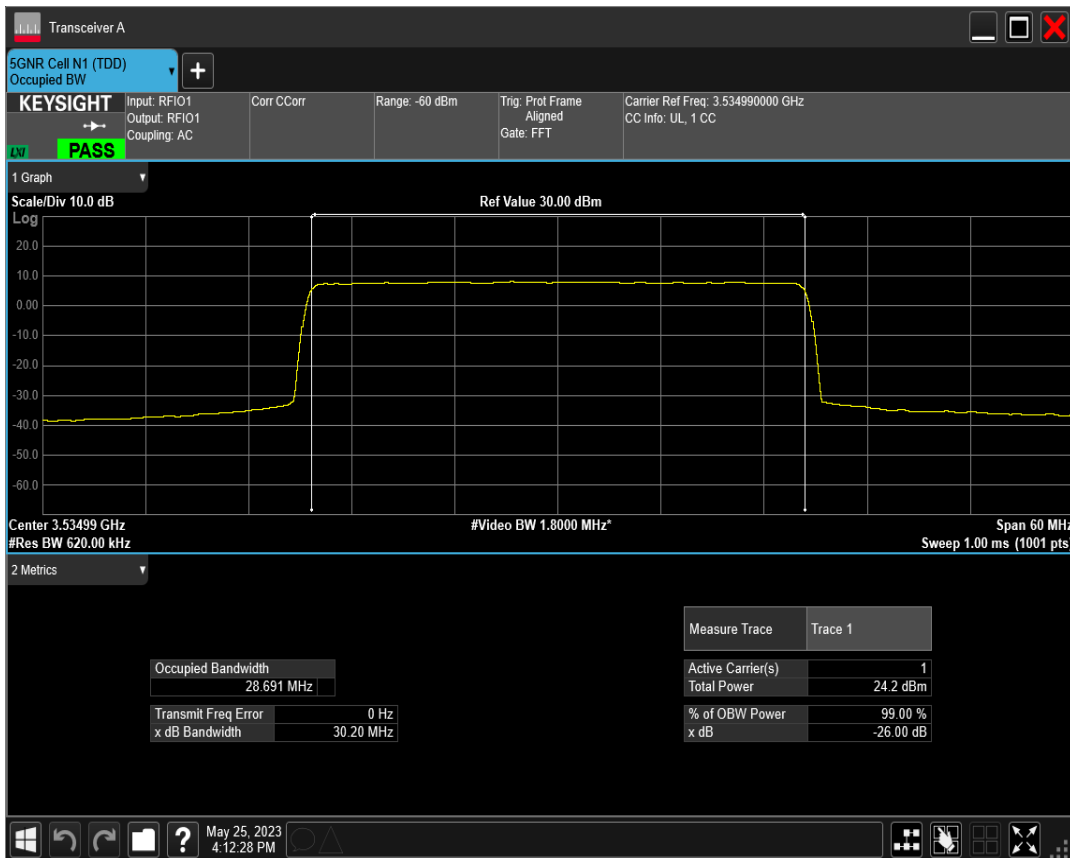 Transceiver A
5GNR Cell N1 (TDD)
Occupied BW
KEYSIGHT
LXI
PASS
Input: RFIO1
Output: RFIO1
Coupling: AC
Corr CCorr
Range: -60 dBm
Trig: Prot Frame
Aligned
Gate: FFT
Carrier Ref Freq: 3.534990000 GHz
CC Info: UL, 1 CC
1 Graph
Scale/Div 10.0 dB
Ref Value 30.00 dBm
Log
20.0
10.0
0.00
-10.0
-20.0
-30.0
-40.0
-50.0
-60.0
Center 3.53499 GHz
#Video BW 1.8000 MHz*
Span 60 MHz
#Res BW 620.00 kHz
Sweep 1.00 ms (1001 pts)
2 Metrics
Measure Trace Trace 1
Occupied Bandwidth
28.691 MHz
Active Carrier(s) 1
Total Power 24.2 dBm
Transmit Freq Error 0 Hz
x dB Bandwidth 30.20 MHz
% of OBW Power 99.00 %
x dB -26.00 dB
?
May 25, 2023
4:12:28 PM